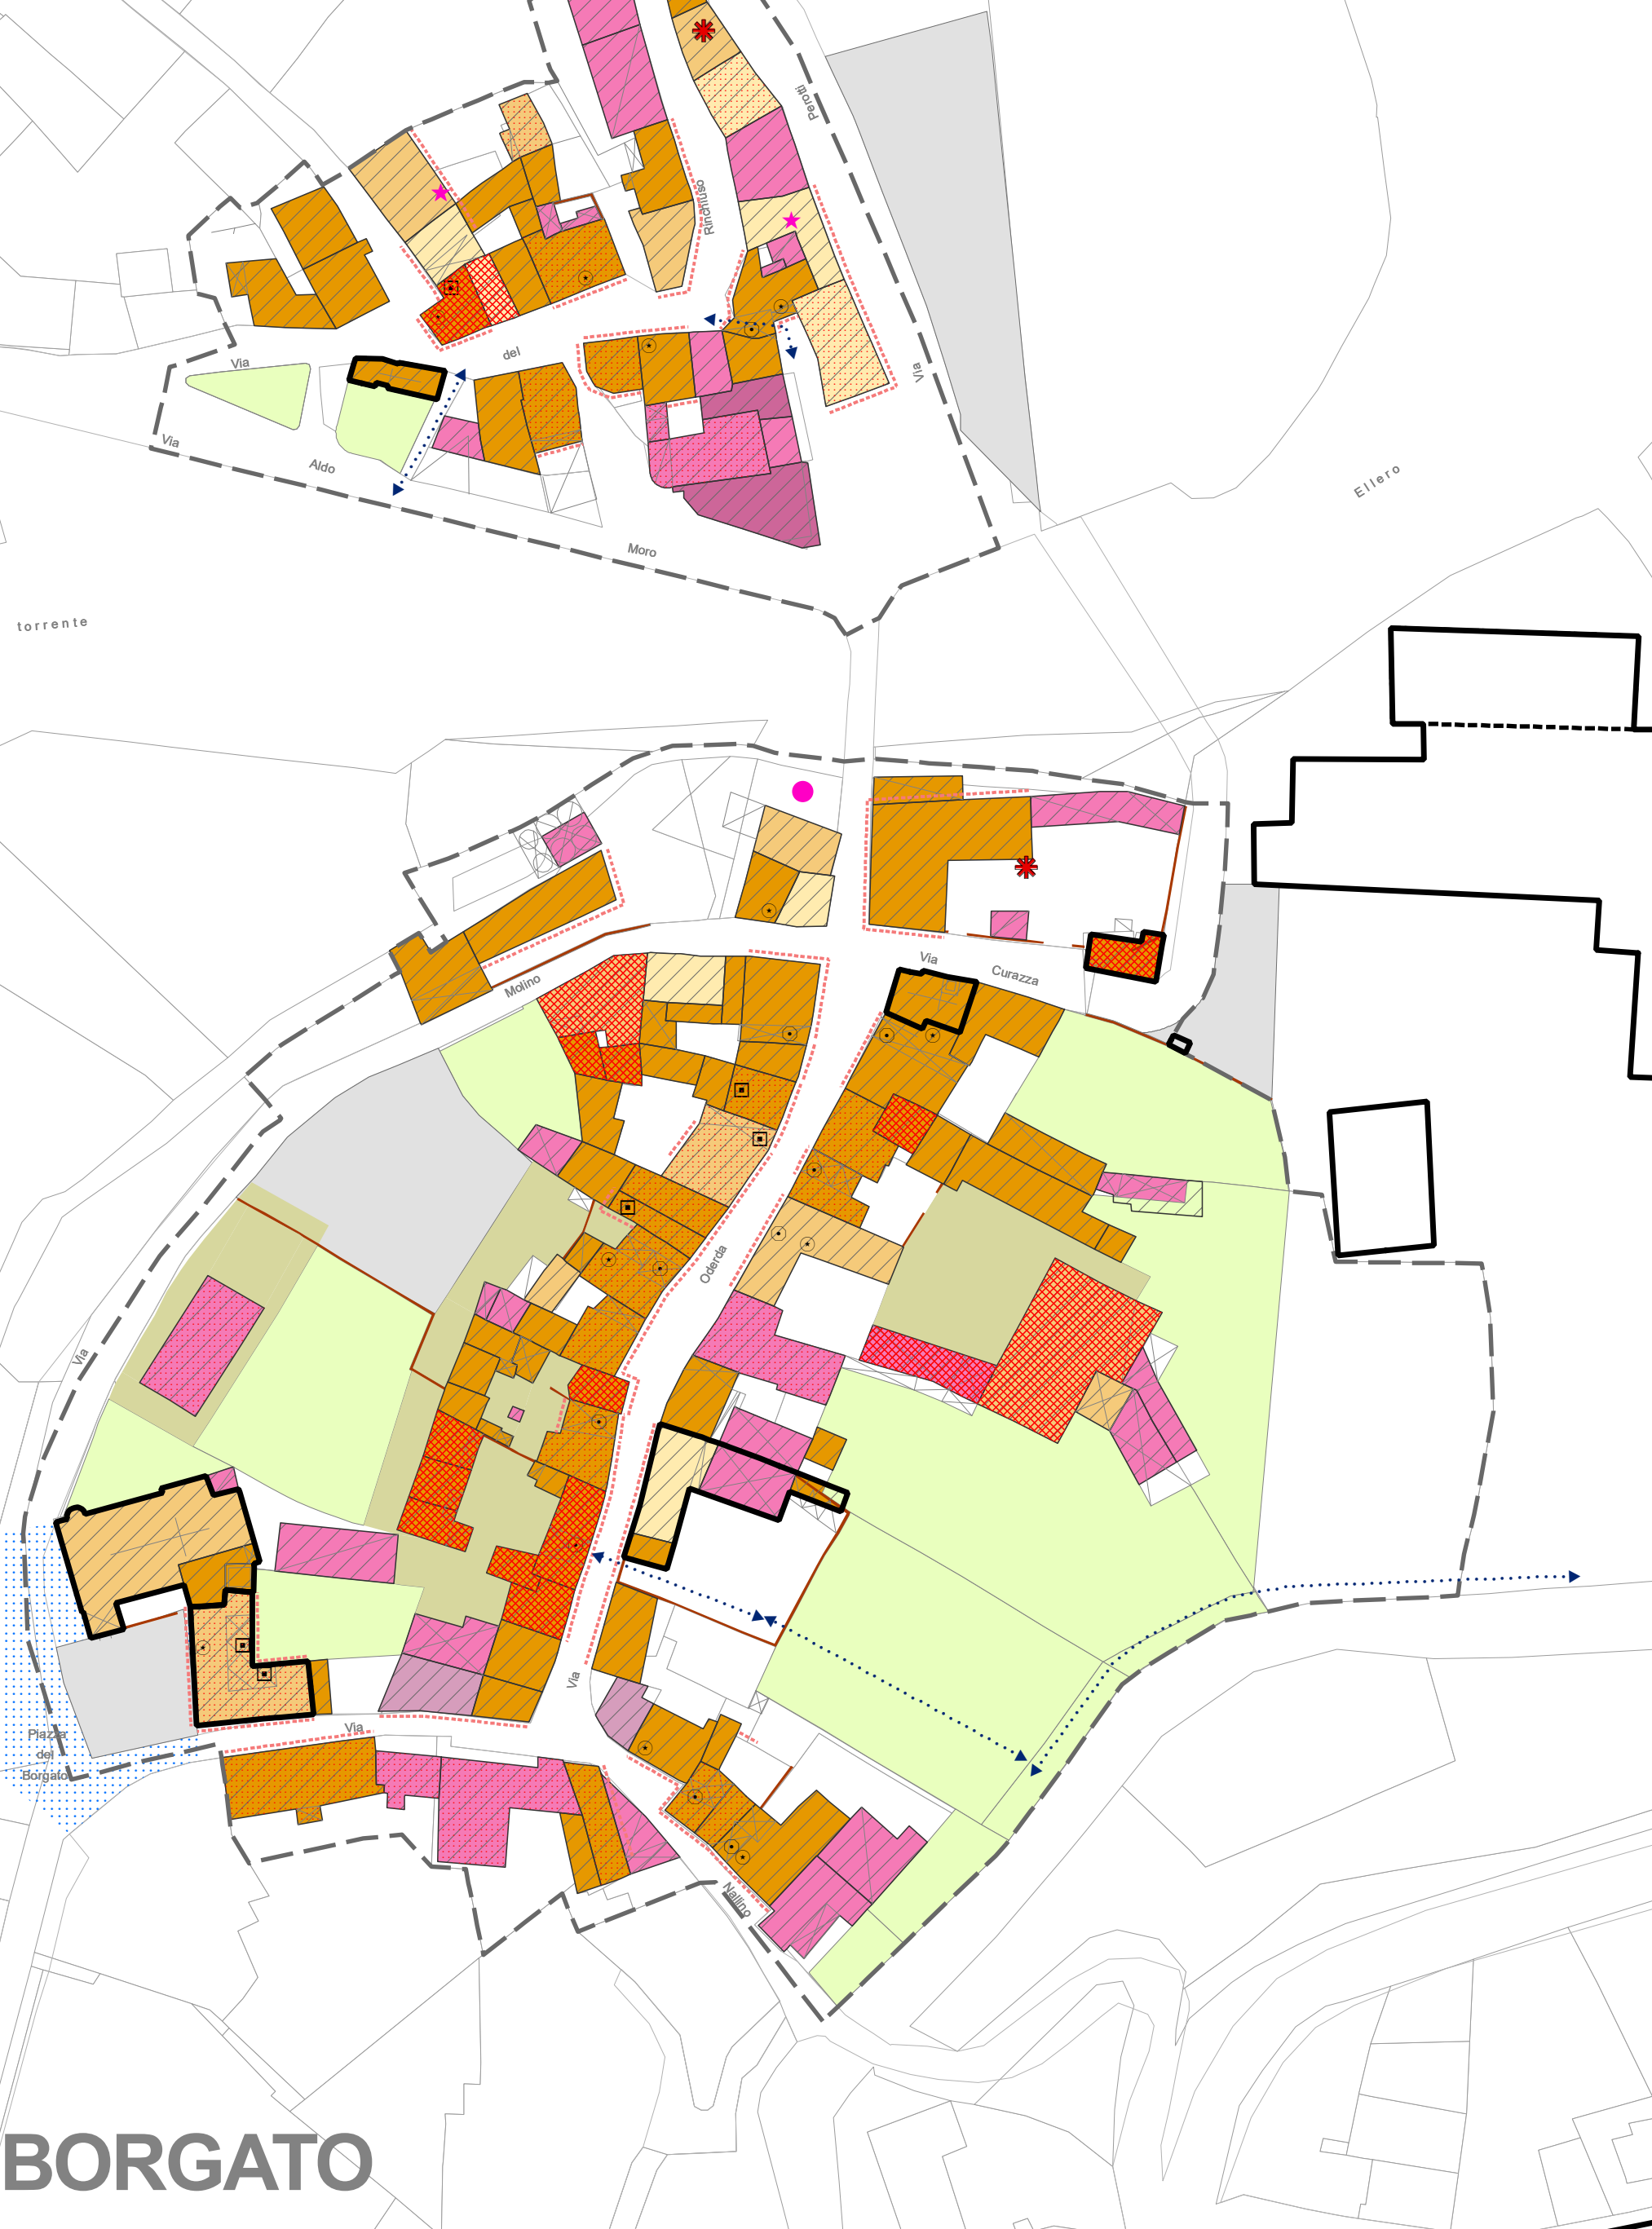 Peroti
Rinchiuso
Via
del
Via
Via
Aldo
Moro
Ellero
torrente
Via
Curazza
Molino
Oderda
Via
Via
Via
Piazza
del
Borgato
Nallino
BORGATO